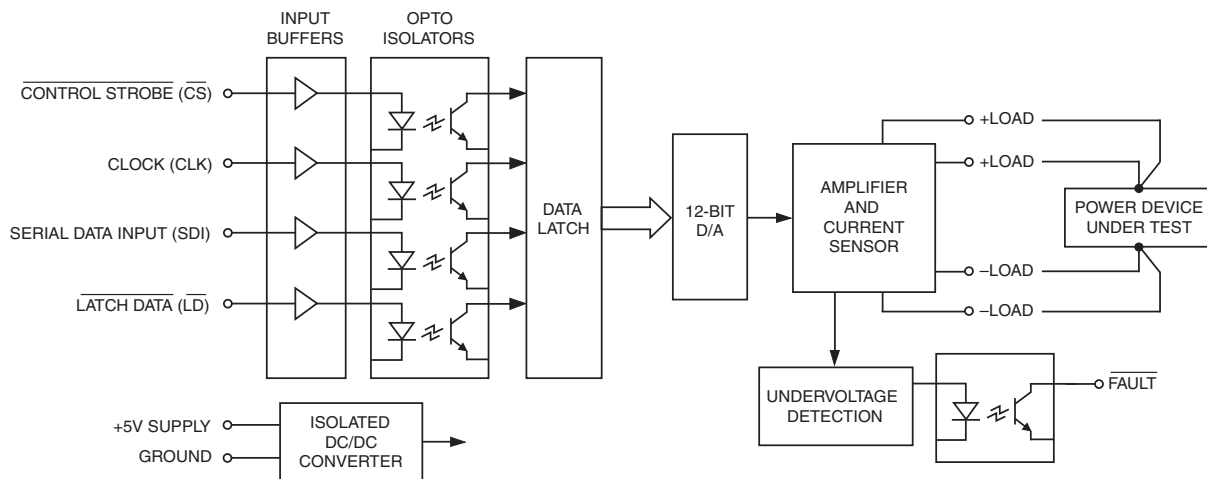 INPUT
BUFFERS
OPTO
ISOLATORS
CONTROL STROBE (CS)
CLOCK (CLK)
SERIAL DATA INPUT (SDI)
LATCH DATA (LD)
DATA
LATCH
12-BIT
D/A
AMPLIFIER
AND
CURRENT
SENSOR
+LOAD
+LOAD
–LOAD
–LOAD
POWER DEVICE
UNDER TEST
UNDERVOLTAGE
DETECTION
FAULT
+5V SUPPLY
GROUND
ISOLATED
DC/DC
CONVERTER